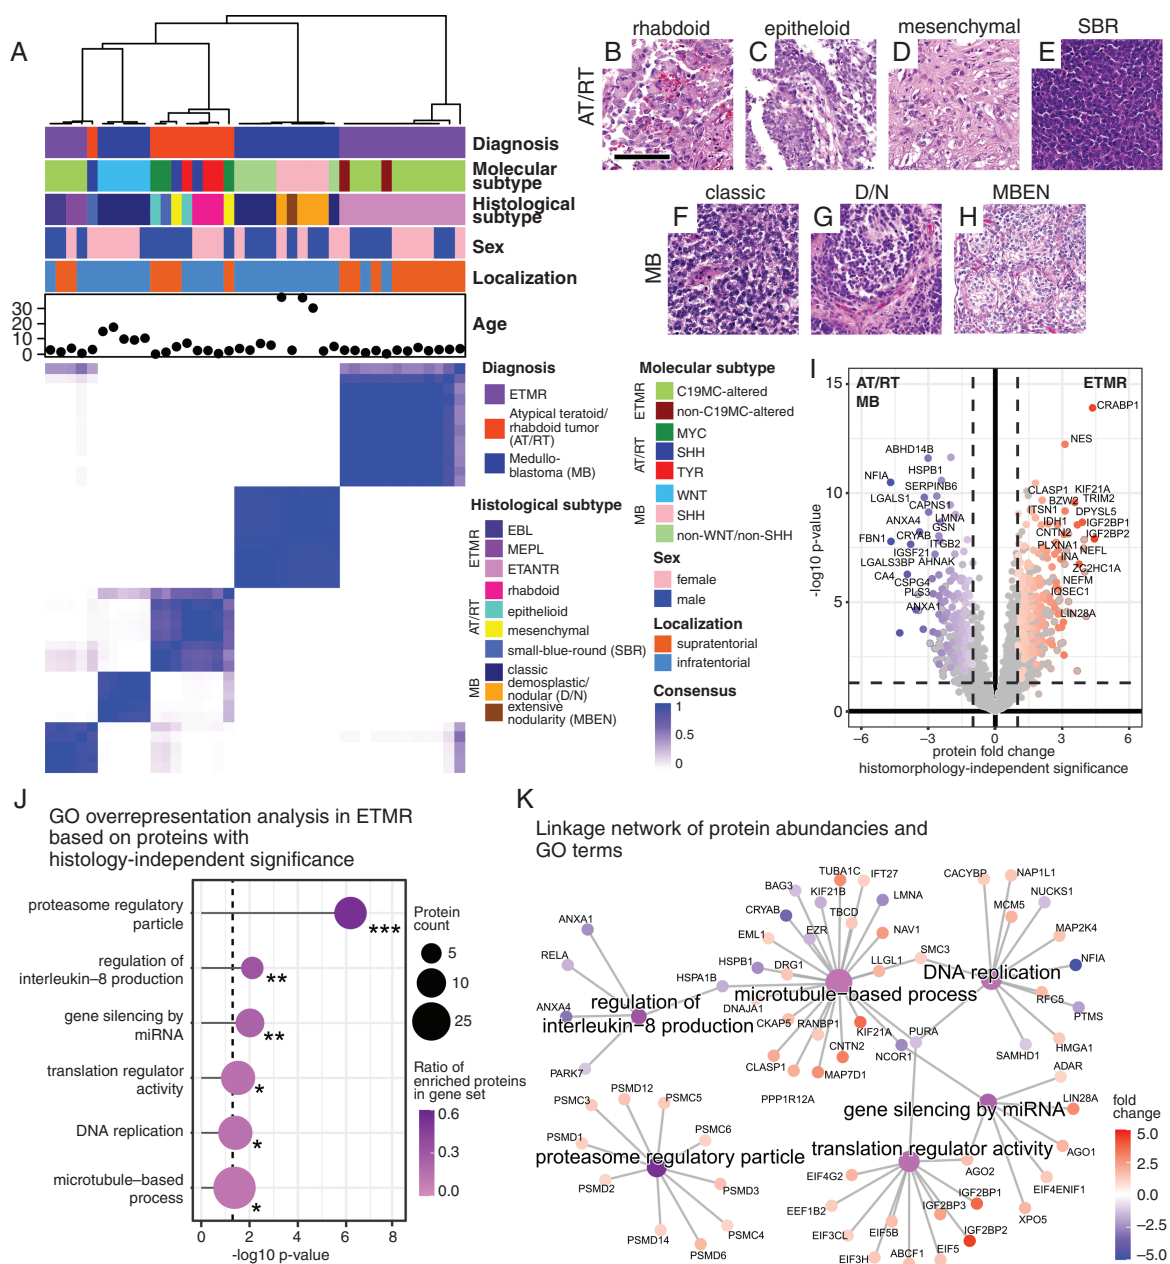 A
Diagnosis
Molecular
subtype
Histological
subtype
Sex
Localization
30
20
10
0
Age
B
rhabdoid
C
epitheloid
D
mesenchymal
E
SBR
AT/RT
F
classic
G
D/N
H
MBEN
MB
Diagnosis
ETMR
Atypical teratoid/
rhabdoid tumor
(AT/RT)
Medullo-
blastoma (MB)
Histological subtype
ETMR
EBL
MEPL
ETANTR
AT/RT
rhabdoid
epithelioid
mesenchymal
small-blue-round (SBR)
MB
classic
demosplastic/
nodular (D/N)
extensive
nodularity (MBEN)
Molecular subtype
ETMR
C19MC-altered
non-C19MC-altered
AT/RT
MYC
SHH
TYR
MB
WNT
SHH
non-WNT/non-SHH
Sex
female
male
Localization
supratentorial
infratentorial
Consensus
1
0.5
0
I
AT/RT
MB
ETMR
15
10
5
0
-log10 p-value
CRABP1
NES
ABHD14B
NFIA
HSPB1
SERPINB6
LGALS1
CAPNS1
ANXA4
LMNA
GSN
FBN1
CRYAB
ITGB2
IGSF21
LGALS3BP
AHNAK
CA4
CSPG4
PLS3
ANXA1
CLASP1
KIF21A
BZW2
TRIM2
ITSN1
DPYSL5
IDH1
IGF2BP1
CNTN2
IGF2BP2
PLXNA1
NEFL
INA
ZC2HC1A
NEFM
IQSEC1
LIN28A
−6
−3
0
3
6
protein fold change
histomorphology-independent significance
J
GO overrepresentation analysis in ETMR
based on proteins with
histology-independent significance
proteasome regulatory
particle
***
regulation of
interleukin−8 production
**
gene silencing by
miRNA
**
translation regulator
activity
*
DNA replication
*
microtubule−based
process
*
0
2
4
6
8
-log10 p-value
Protein
count
5
10
25
Ratio of
enriched proteins
in gene set
0.6
0.3
0.0
K
Linkage network of protein abundancies and
GO terms
TUBA1C
IFT27
BAG3
KIF21B
LMNA
CRYAB
TBCD
EML1
EZR
NAV1
HSPB1
DRG1
LLGL1
SMC3
HSPA1B
ANXA1
RELA
ANXA4
PARK7
regulation of
interleukin−8 production
microtubule−based process
DNAJA1
CKAP5
RANBP1
KIF21A
CNTN2
CLASP1
MAP7D1
PPP1R12A
NCOR1
PURA
CACYBP
NAP1L1
NUCKS1
MCM5
MAP2K4
NFIA
DNA replication
RFC5
PTMS
HMGA1
SAMHD1
ADAR
LIN28A
gene silencing by miRNA
AGO1
EIF4ENIF1
XPO5
AGO2
translation regulator activity
EIF4G2
IGF2BP1
EEF1B2
IGF2BP3
EIF5B
IGF2BP2
EIF3CL
EIF5
EIF3H
ABCF1
PSMD12
PSMC3
PSMC5
PSMD1
PSMC6
proteasome regulatory particle
PSMD2
PSMD3
PSMC4
PSMD14
PSMD6
fold
change
5.0
2.5
0.0
−2.5
−5.0